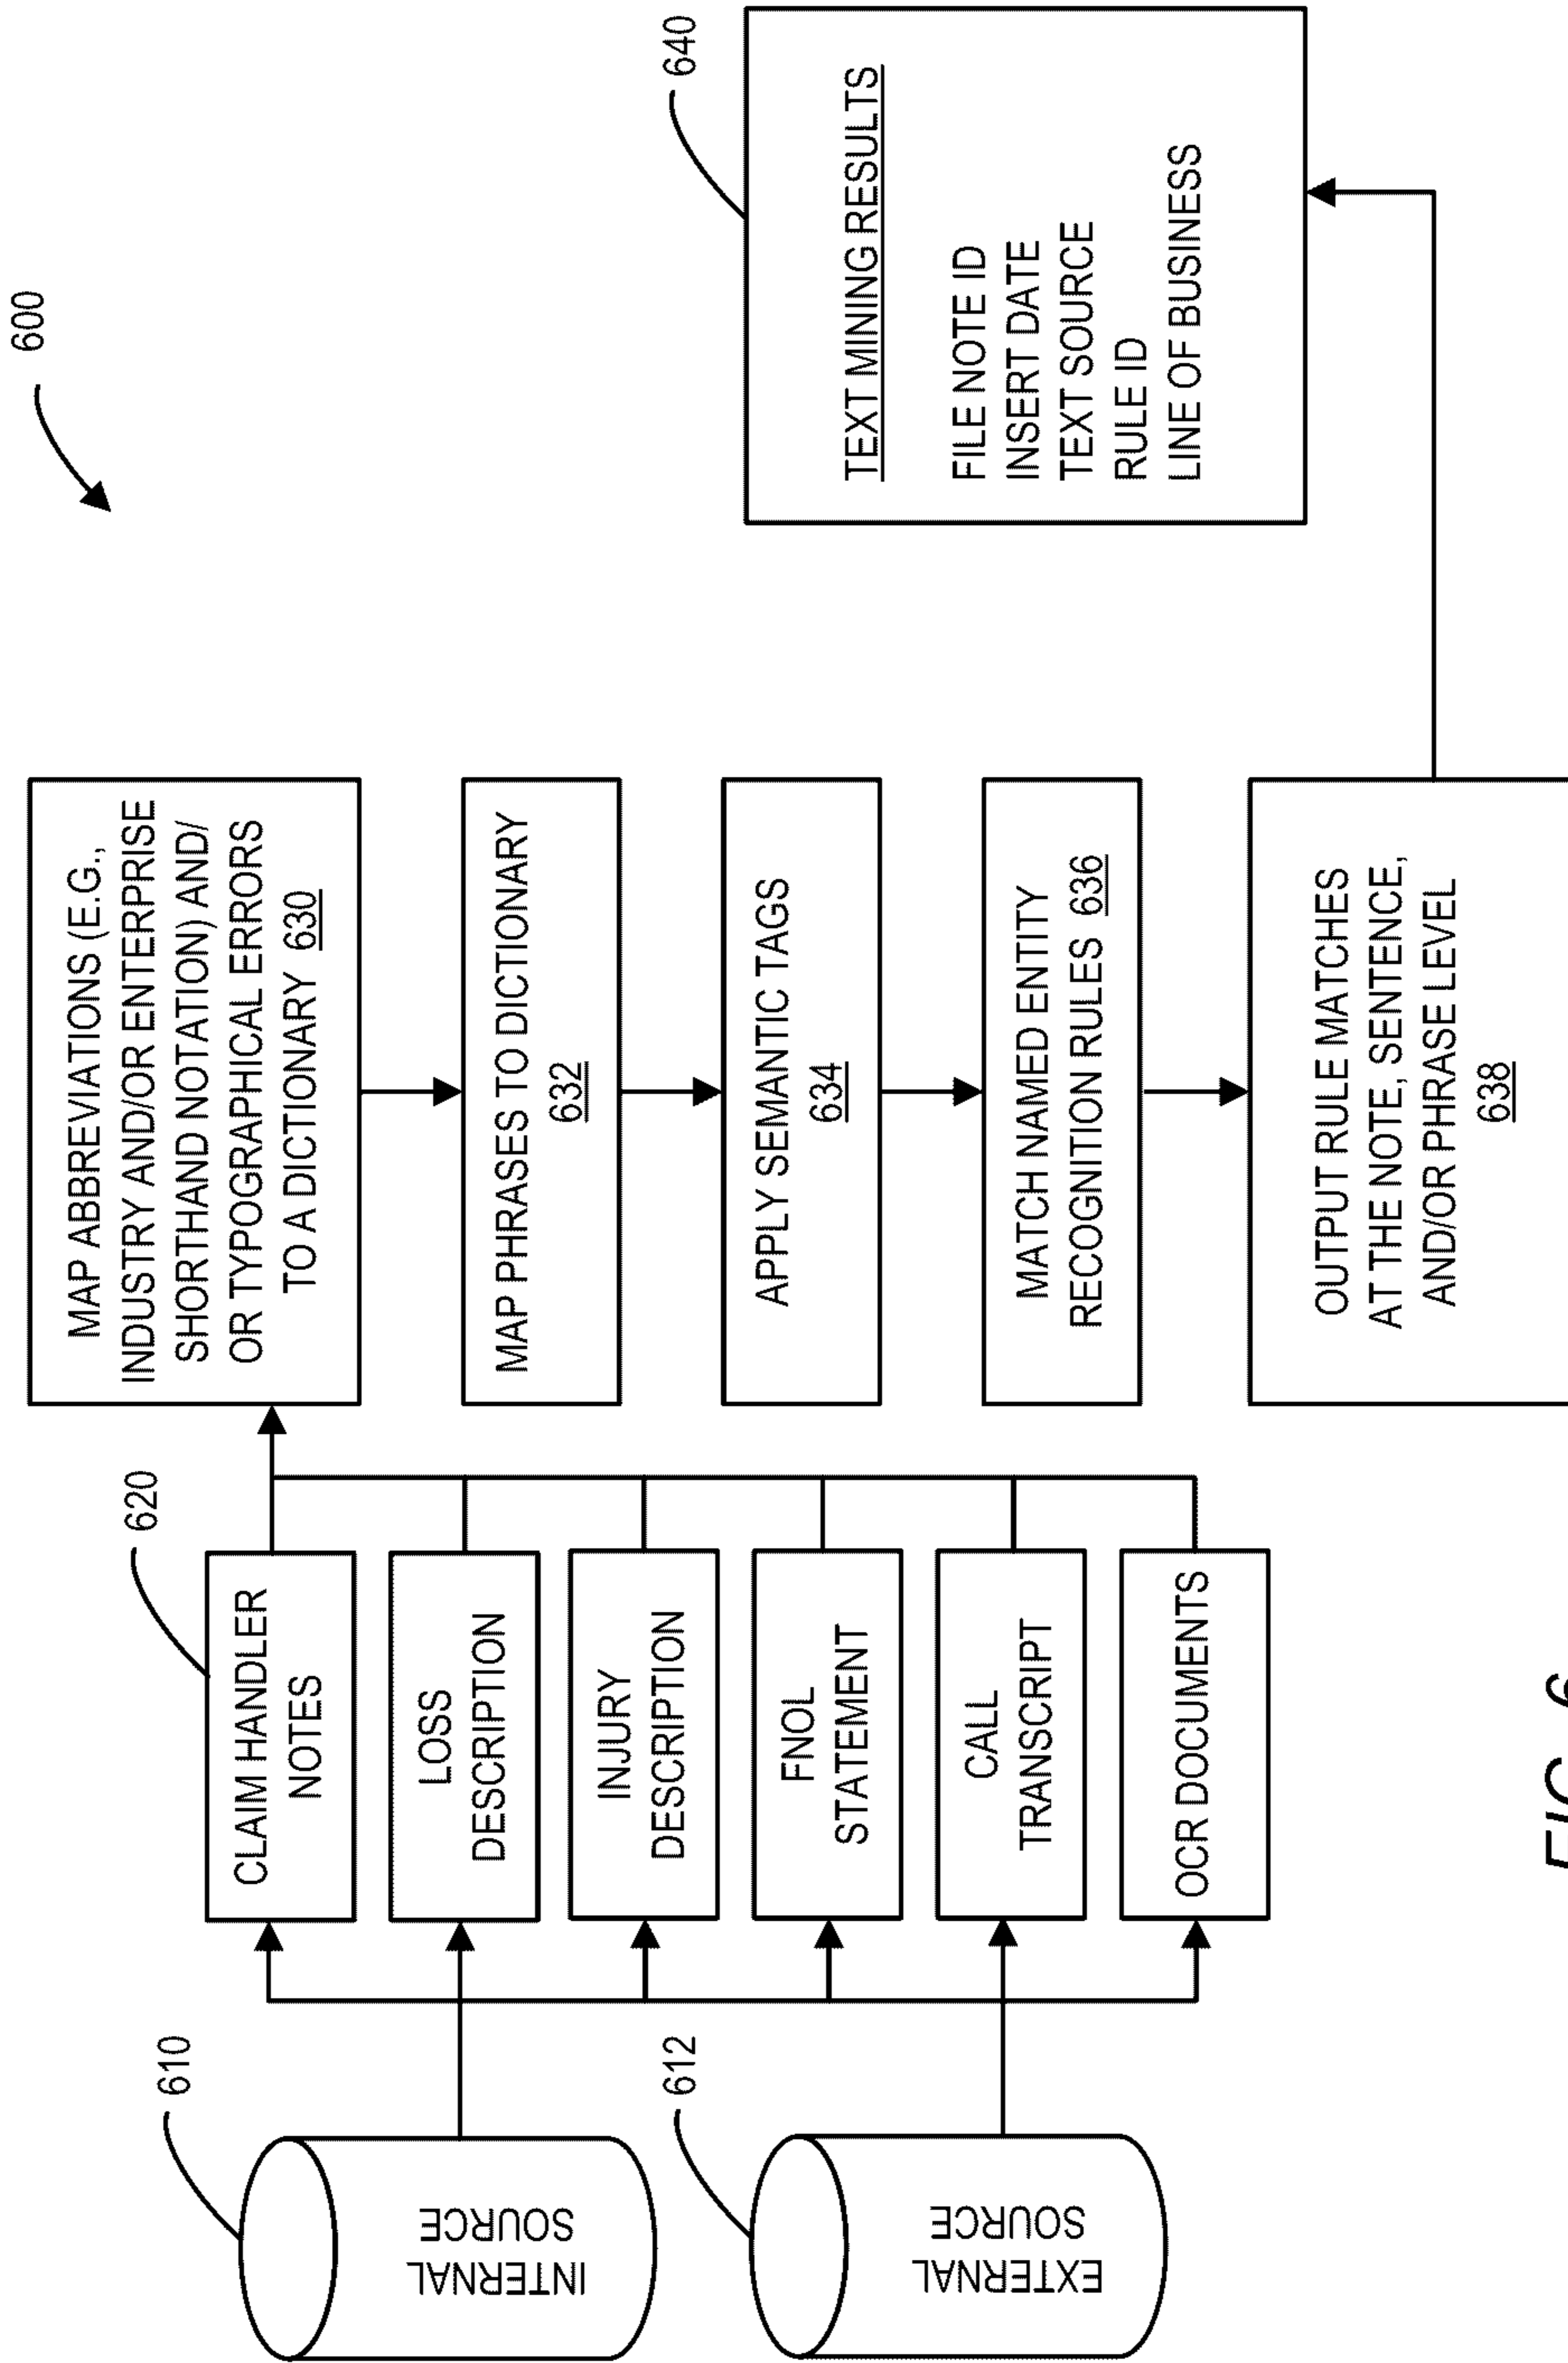 600
610
INTERNAL
SOURCE
612
EXTERNAL
SOURCE
620
CLAIM HANDLER
NOTES
LOSS
DESCRIPTION
INJURY
DESCRIPTION
FNOL
STATEMENT
CALL
TRANSCRIPT
OCR DOCUMENTS
MAP ABBREVIATIONS (E.G.,
INDUSTRY AND/OR ENTERPRISE
SHORTHAND NOTATION) AND/
OR TYPOGRAPHICAL ERRORS
TO A DICTIONARY 630
MAP PHRASES TO DICTIONARY
632
APPLY SEMANTIC TAGS
634
MATCH NAMED ENTITY
RECOGNITION RULES 636
OUTPUT RULE MATCHES
AT THE NOTE, SENTENCE,
AND/OR PHRASE LEVEL
638
640
TEXT MINING RESULTS
FILE NOTE ID
INSERT DATE
TEXT SOURCE
RULE ID
LINE OF BUSINESS
FIG. 6